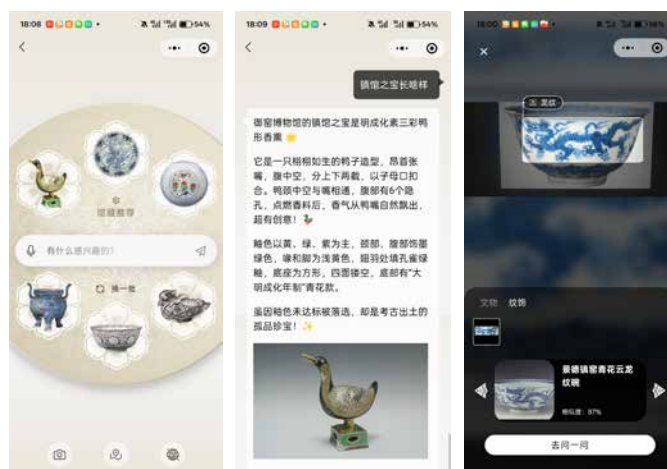 18:08
54%
馆藏推荐
有什么感兴趣的?
换一批
18:09
54%
镇馆之宝长啥样
御窑博物馆的镇馆之宝是明成化素三彩鸭
形香熏 🌟
它是一只栩栩如生的鸭子造型，昂首张
嘴，腹中空，分上下两截，以子母口扣
合。鸭颈中空与嘴相通，腹部有6个隐
孔，点燃香料后，香气从鸭嘴自然飘出，
超有创意！🦆
釉色以黄、绿、紫为主，颈部、腹部饰墨
绿色，喙和脚为浅黄色，翅羽处填孔雀绿
釉，底座为方形，四面镂空，底部有“大
明成化年制”青花款。
虽因釉色未达标被落选，却是考古出土的
孤品珍宝！✨
18:00
龙纹
文物 纹饰
景德镇窑青花云龙
纹碗
相似度：87%
去问一问